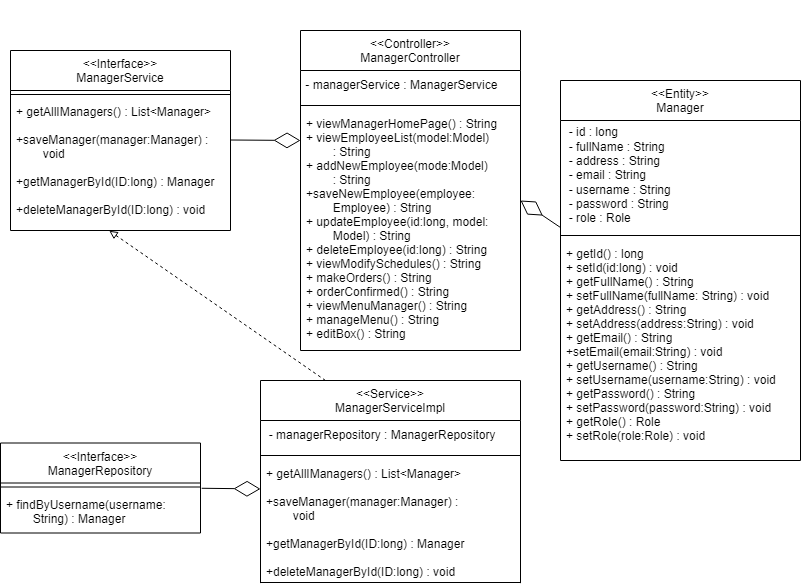 <<Interface>>
ManagerService
+ getAllIManagers() : List<Manager>
+saveManager(manager:Manager) :
void
+getManagerById(ID:long) : Manager
+deleteManagerById(ID:long) : void
<<Controller>>
ManagerController
- managerService : ManagerService
+ viewManagerHomePage() : String
+ viewEmployeeList(model:Model)
: String
+ addNewEmployee(mode:Model)
: String
+saveNewEmployee(employee:
Employee) : String
+ updateEmployee(id:long, model:
Model) : String
+ deleteEmployee(id:long) : String
+ viewModifySchedules() : String
+ makeOrders() : String
+ orderConfirmed() : String
+ viewMenuManager() : String
+ manageMenu() : String
+ editBox() : String
<<Entity>>
Manager
- id : long
- fullName : String
- address : String
- email : String
- username : String
- password : String
- role : Role
+ getId() : long
+ setId(id:long) : void
+ getFullName() : String
+ setFullName(fullName: String) : void
+ getAddress() : String
+ setAddress(address:String) : void
+ getEmail() : String
+setEmail(email:String) : void
+ getUsername() : String
+ setUsername(username:String) : void
+ getPassword() : String
+ setPassword(password:String) : void
+ getRole() : Role
+ setRole(role:Role) : void
<<Service>>
ManagerServiceImpl
- managerRepository : ManagerRepository
+ getAllIManagers() : List<Manager>
+saveManager(manager:Manager) :
void
+getManagerById(ID:long) : Manager
+deleteManagerById(ID:long) : void
<<Interface>>
ManagerRepository
+ findByUsername(username:
String) : Manager